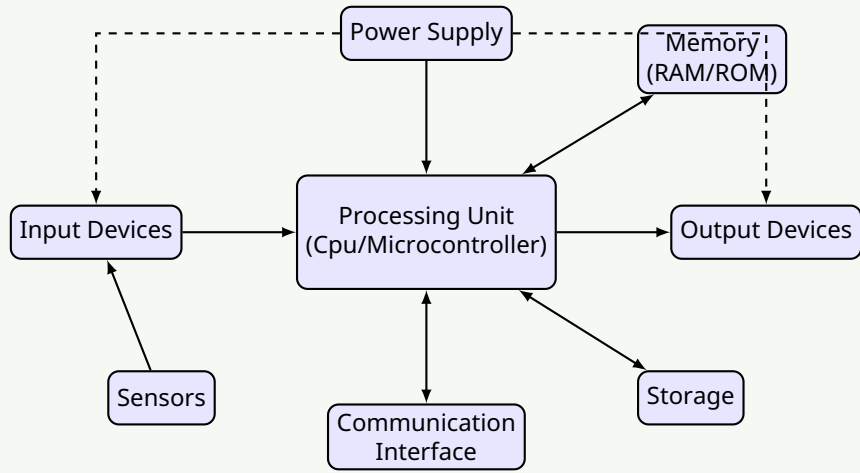 Power Supply
Memory
(RAM/ROM)
Input Devices
Processing Unit
(Cpu/Microcontroller)
Output Devices
Sensors
Communication
Interface
Storage